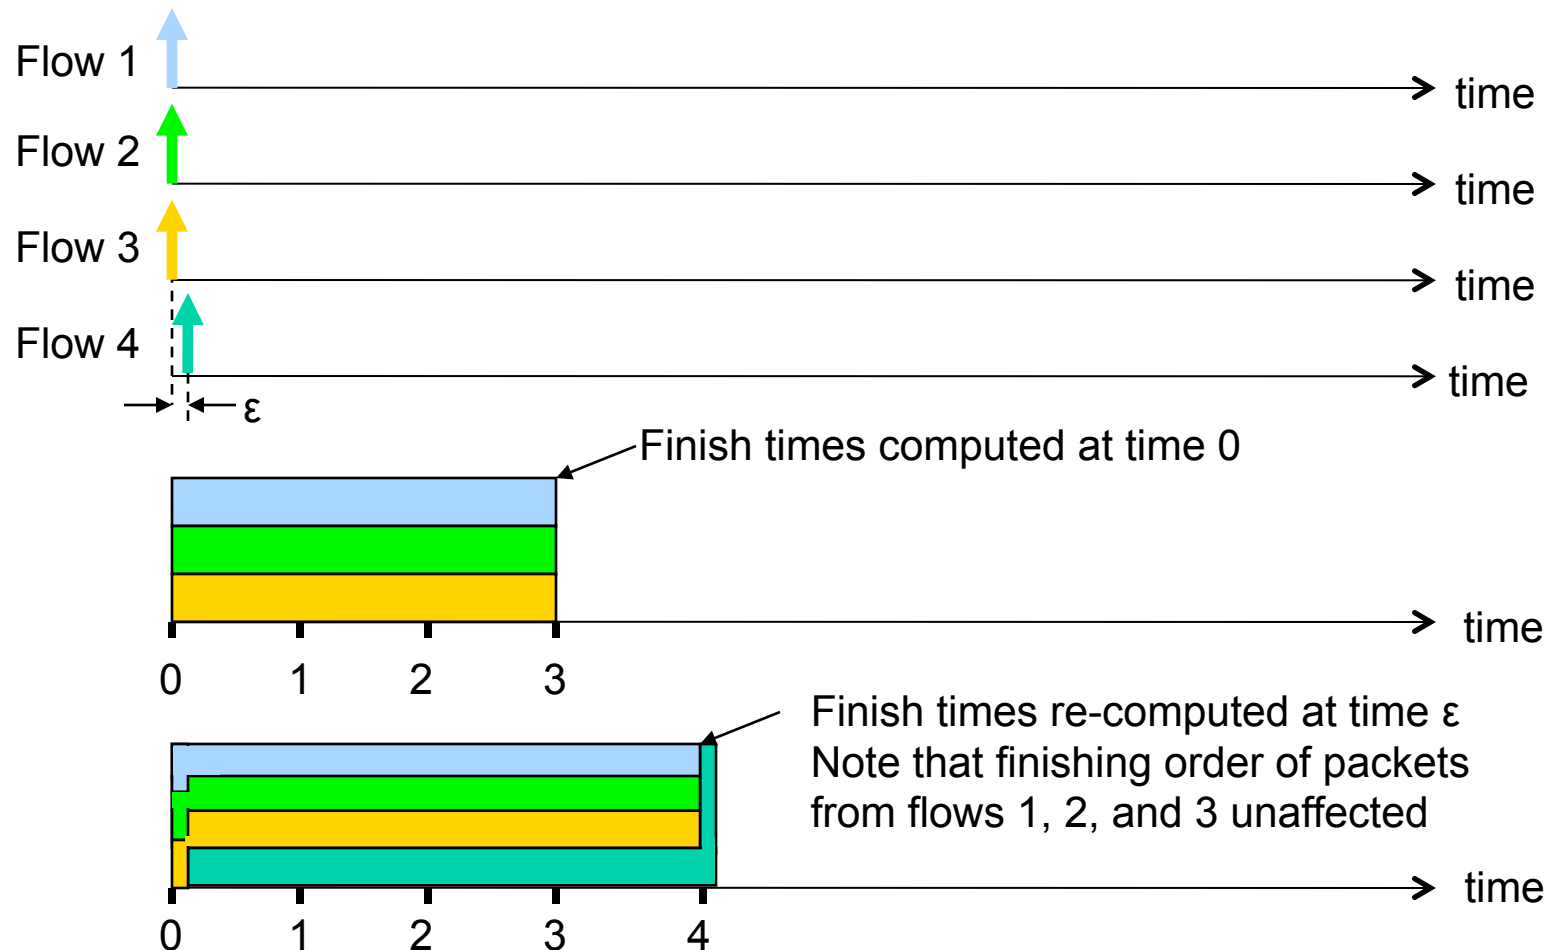 Flow 1
time
Flow 2
time
Flow 3
time
Flow 4
time
ε
Finish times computed at time 0
time
0 1 2 3
Finish times re-computed at time ε
Note that finishing order of packets
from flows 1, 2, and 3 unaffected
time
0 1 2 3 4